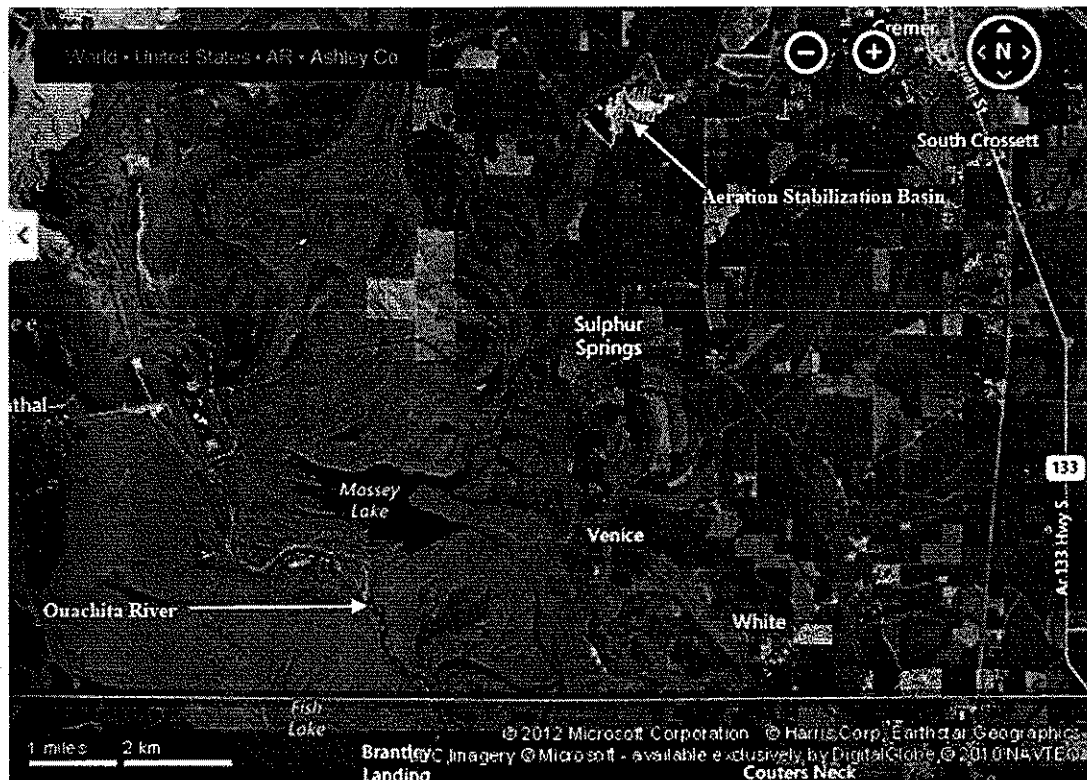 World • United States • AR • Ashley Co
Cremer
N
Main St
South Crossett
Aeration Stabilization Basin
Sulphur
Springs
thal
Mossey
Lake
133
Venice
Ar 133 Hwy S
Ouachita River
White
Fish
Lake
© 2012 Microsoft Corporation © Harris Corp, Earthstar Geographics
1 miles 2 km
Brantley
Landing
C, Imagery © Microsoft - available exclusively by DigitalGlobe, © 2010 NAVTEQ
Couters Neck